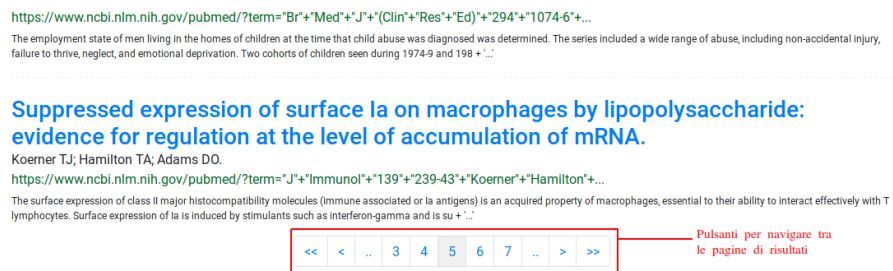 https://www.ncbi.nlm.nih.gov/pubmed/?term="Br"+"Med"+"J"+"(Clin"+"Res"+"Ed)"+"294"+"1074-6"+...
The employment state of men living in the homes of children at the time that child abuse was diagnosed was determined. The series included a wide range of abuse, including non-accidental injury,
failure to thrive, neglect, and emotional deprivation. Two cohorts of children seen during 1974-9 and 198 + '...'
Suppressed expression of surface Ia on macrophages by lipopolysaccharide:
evidence for regulation at the level of accumulation of mRNA.
Koerner TJ; Hamilton TA; Adams DO.
https://www.ncbi.nlm.nih.gov/pubmed/?term="J"+"Immunol"+"139"+"239-43"+"Koerner"+"Hamilton"+...
The surface expression of class II major histocompatibility molecules (immune associated or Ia antigens) is an acquired property of macrophages, essential to their ability to interact effectively with T
lymphocytes. Surface expression of Ia is induced by stimulants such as interferon-gamma and is su + '...'
<< < .. 3 4 5 6 7 .. > >>
Pulsanti per navigare tra
le pagine di risultati